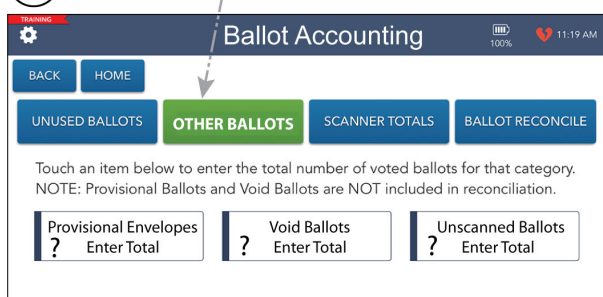 TRAINING
Ballot Accounting
100%
11:19 AM
BACK
HOME
UNUSED BALLOTS
OTHER BALLOTS
SCANNER TOTALS
BALLOT RECONCILE
Touch an item below to enter the total number of voted ballots for that category.
NOTE: Provisional Ballots and Void Ballots are NOT included in reconciliation.
Provisional Envelopes
? Enter Total
Void Ballots
? Enter Total
Unscanned Ballots
? Enter Total